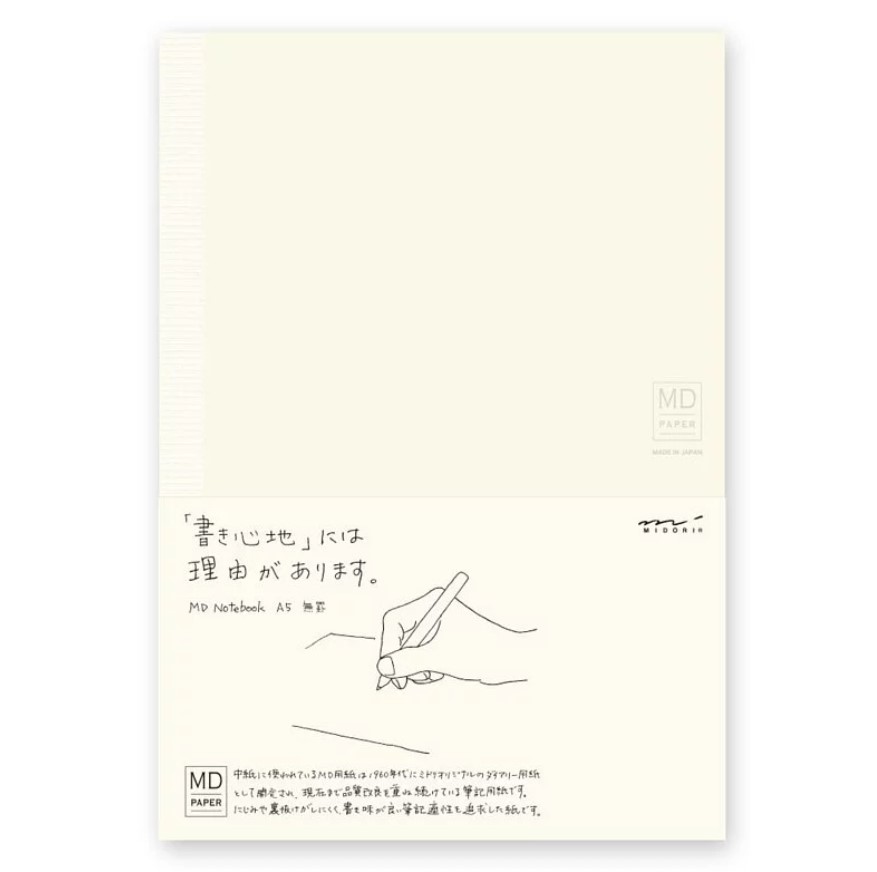 MD
PAPER
MADE IN JAPAN
「書き心地」には
理由があります。
MIDORI
MD Notebook A5 無罫
MD
PAPER
中紙に使われているMD用紙は1960年代にミドリオリジナルのダイアリー用紙
として開発され、現在まで品質改良を重ね続けている筆記用紙です。
にじみや裏抜けがしにくく、書き味が良い筆記適性を追求した紙です。